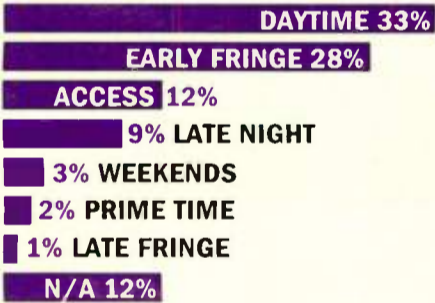 DAYTIME 33%
EARLY FRINGE 28%
ACCESS 12%
9% LATE NIGHT
3% WEEKENDS
2% PRIME TIME
1% LATE FRINGE
N/A 12%